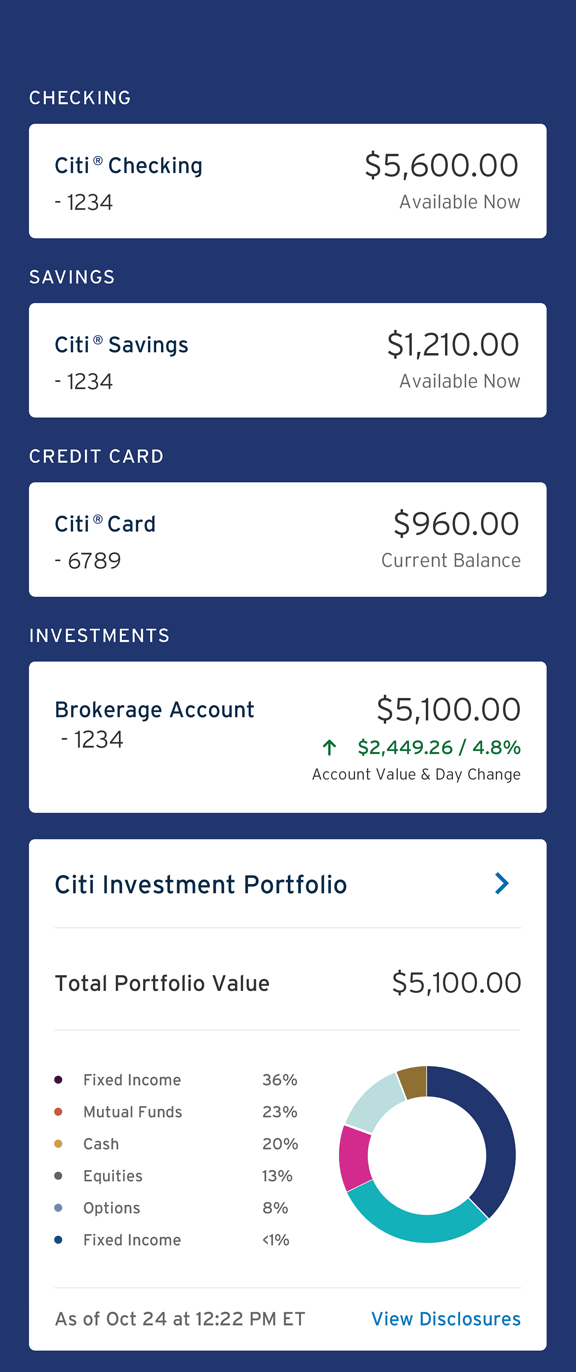 CHECKING
Citi® Checking $5,600.00
- 1234 Available Now
SAVINGS
Citi® Savings $1,210.00
- 1234 Available Now
CREDIT CARD
Citi® Card $960.00
- 6789 Current Balance
INVESTMENTS
Brokerage Account $5,100.00
- 1234 ↑ $2,449.26 / 4.8%
Account Value & Day Change
Citi Investment Portfolio
Total Portfolio Value $5,100.00
Fixed Income 36%
Mutual Funds 23%
Cash 20%
Equities 13%
Options 8%
Fixed Income <1%
As of Oct 24 at 12:22 PM ET View Disclosures